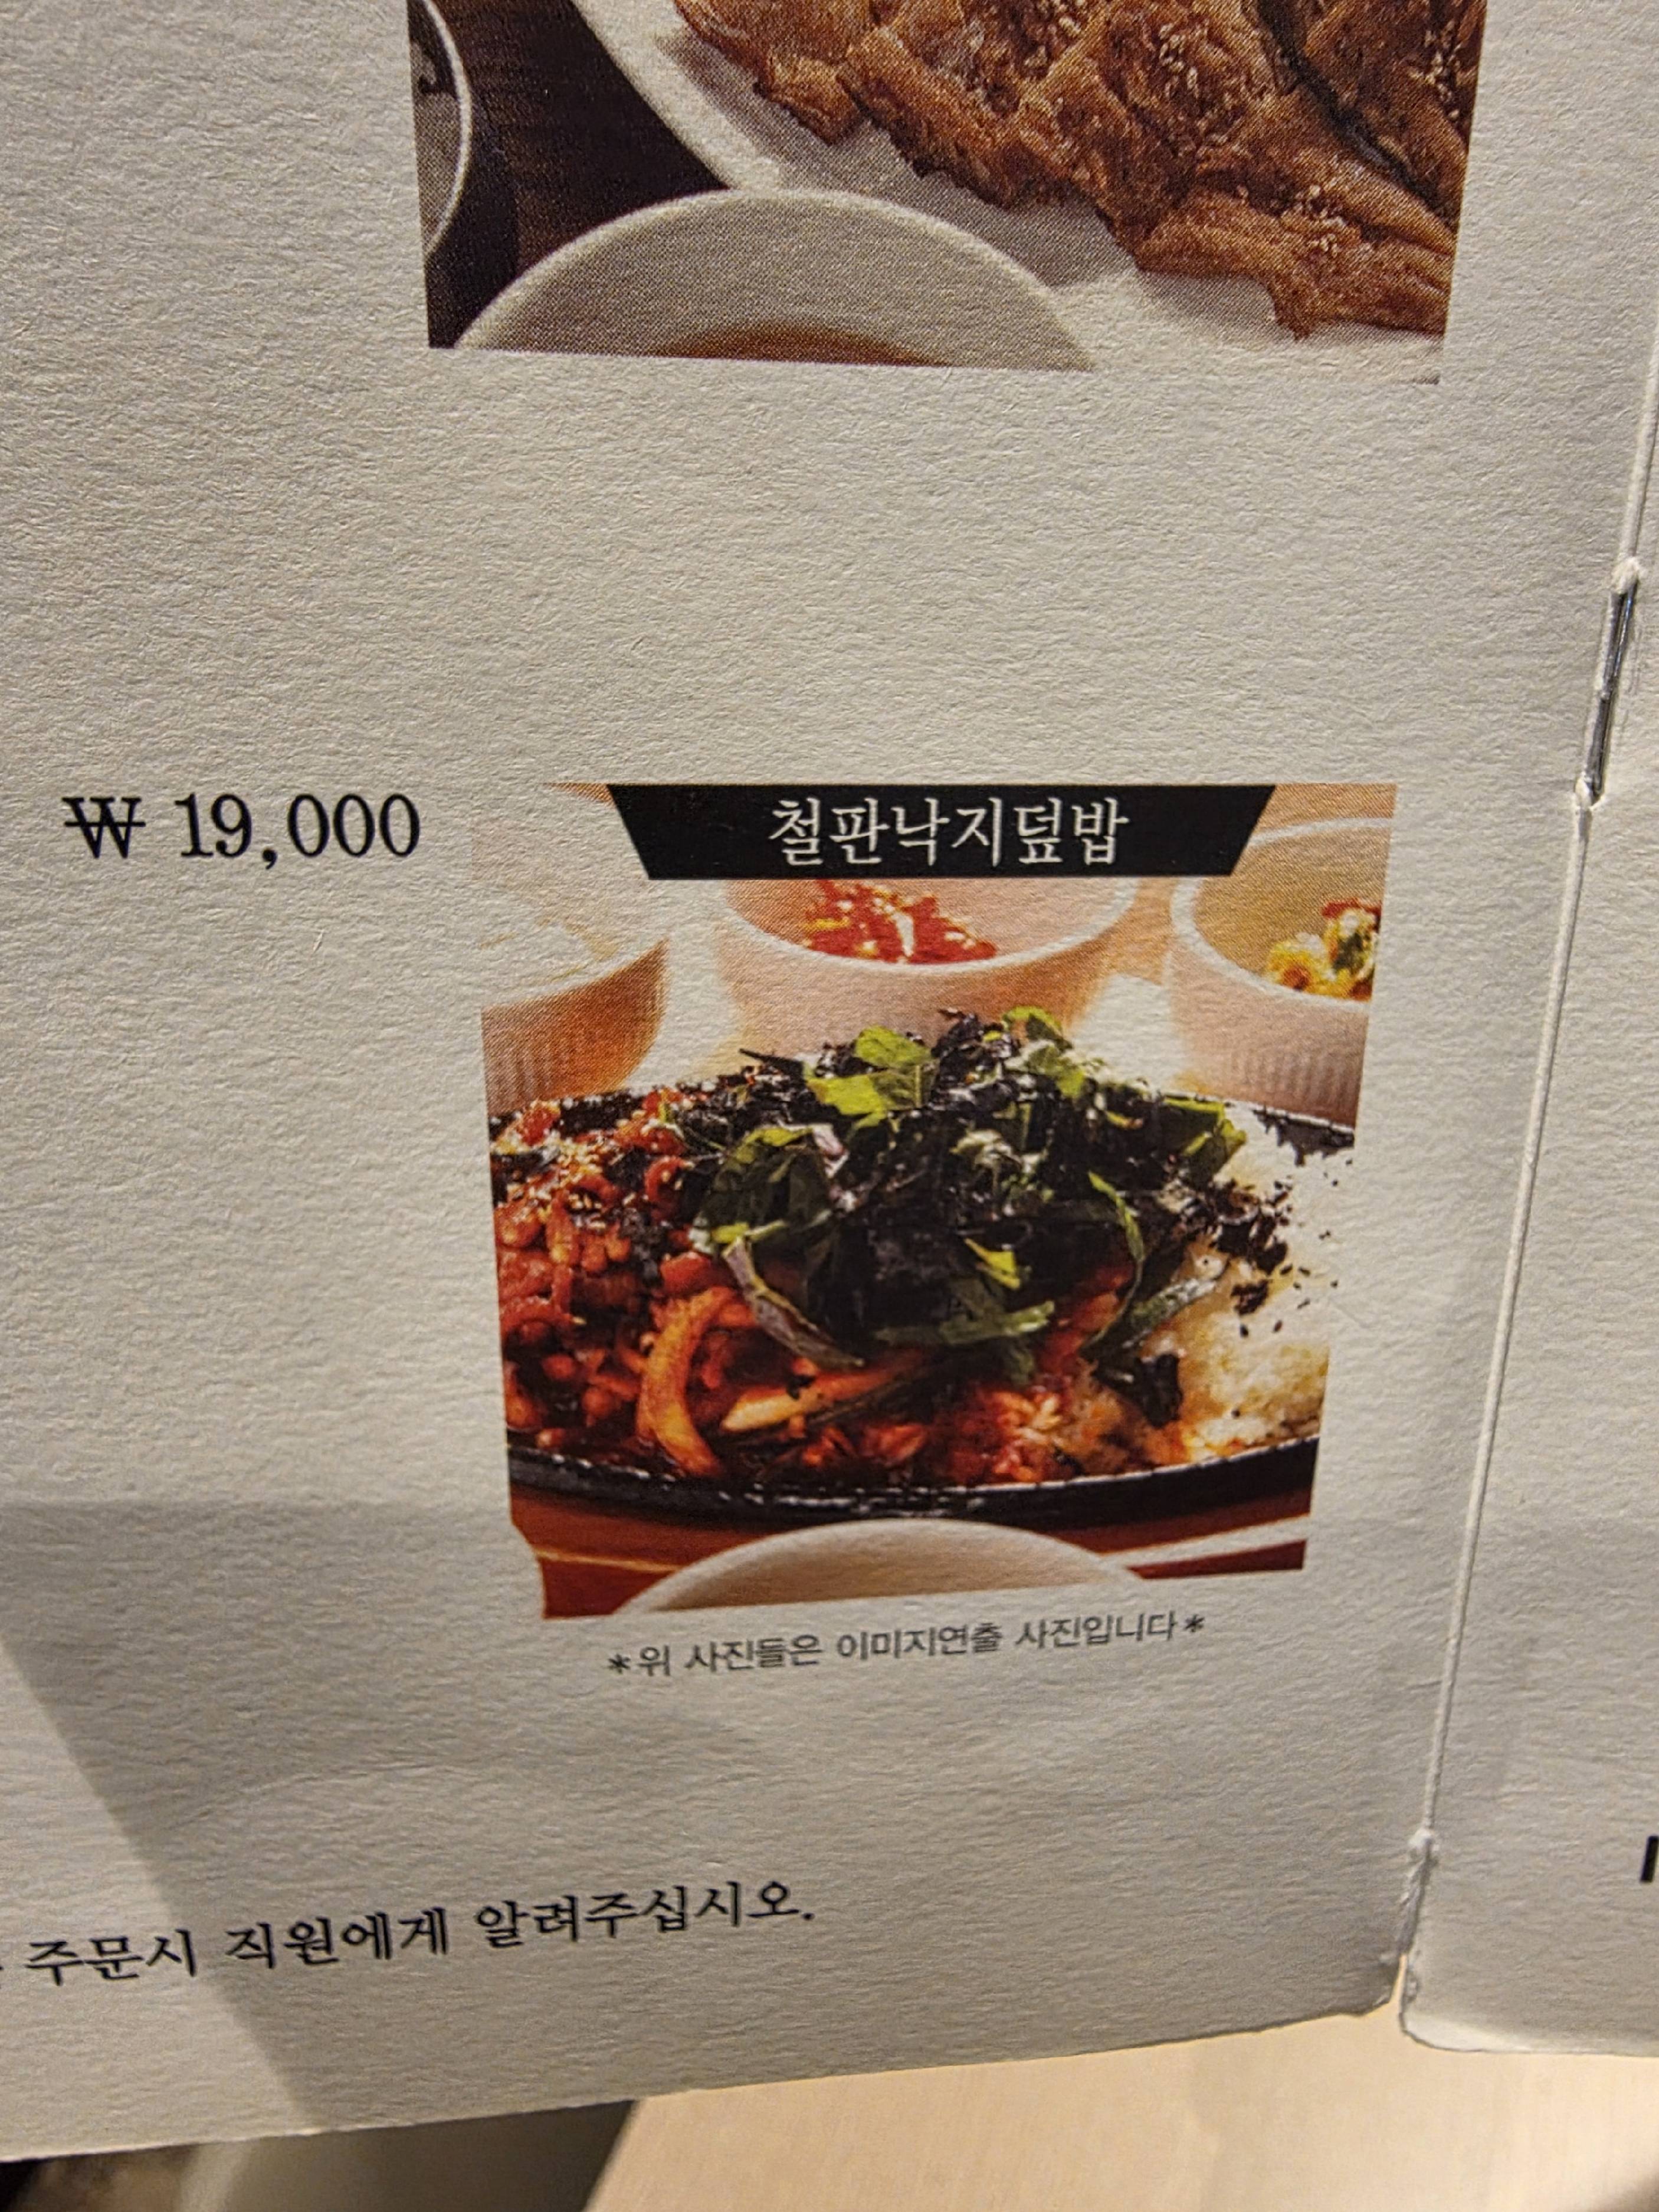 ₩ 19,000
철판낙지덮밥
*위 사진들은 이미지연출 사진입니다*
주문시 직원에게 알려주십시오.